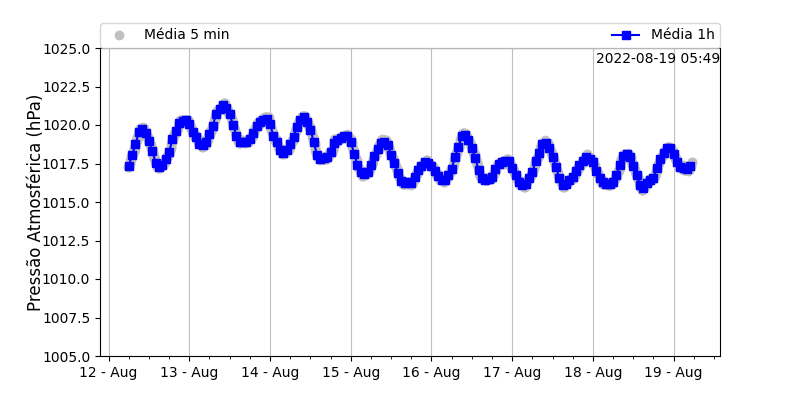 Média 5 min
Média 1h
2022-08-19 05:49
Pressão Atmosférica (hPa)
1025.0
1022.5
1020.0
1017.5
1015.0
1012.5
1010.0
1007.5
1005.0
12 - Aug
13 - Aug
14 - Aug
15 - Aug
16 - Aug
17 - Aug
18 - Aug
19 - Aug